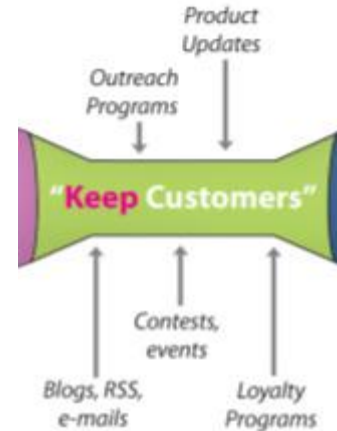 Product
Updates
Outreach
Programs
"Keep Customers"
Contests,
events
Blogs, RSS,
e-mails
Loyalty
Programs